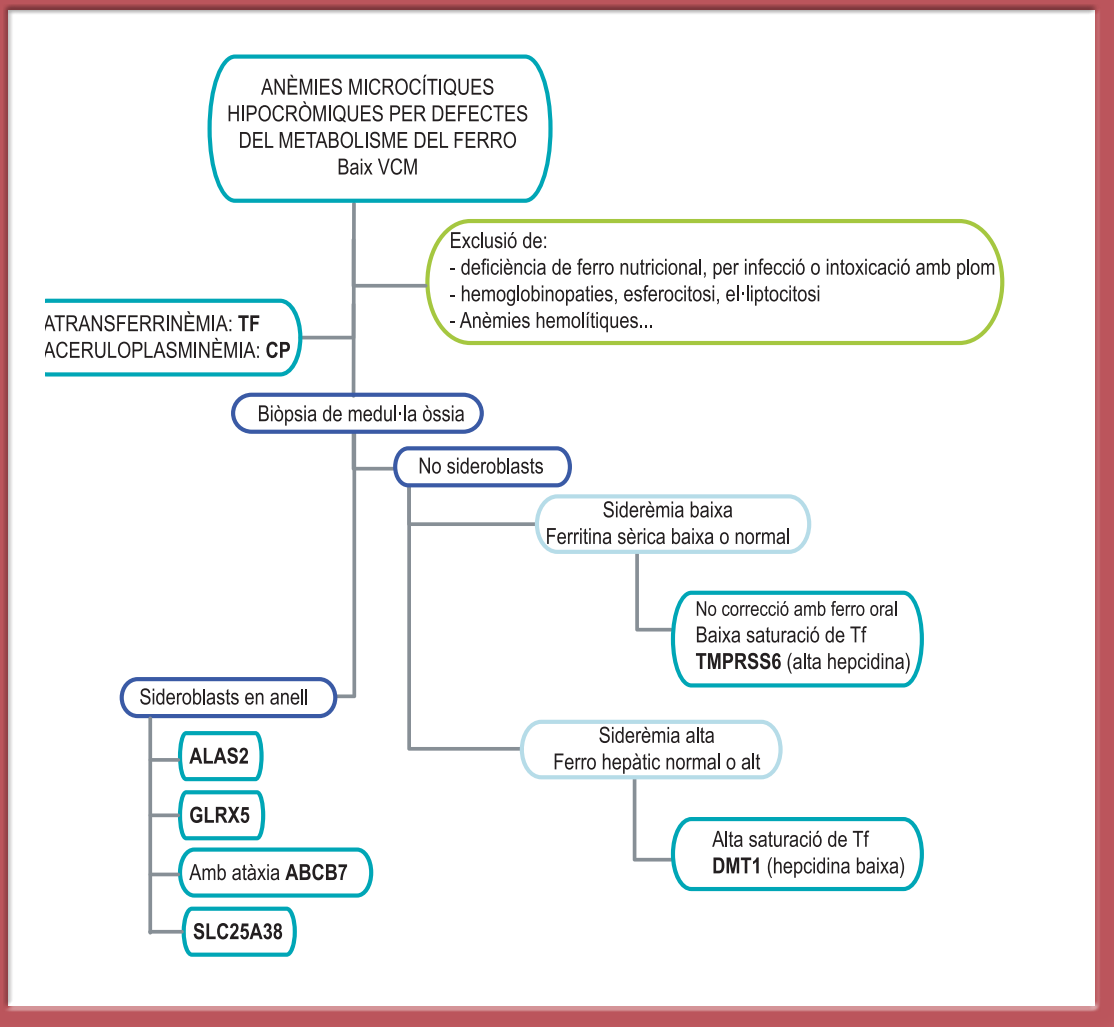 ANÈMIES MICROCÍTIQUES
HIPOCRÒMIQUES PER DEFECTES
DEL METABOLISME DEL FERRO
Baix VCM
Exclusió de:
- deficiència de ferro nutricional, per infecció o intoxicació amb plom
- hemoglobinopaties, esferocitosi, el·liptocitosi
- Anèmies hemolítiques...
ATRANSFERRINÈMIA: TF
ACERULOPLASMINÈMIA: CP
Biòpsia de medul·la òssia
No sideroblasts
Siderèmia baixa
Ferritina sèrica baixa o normal
No correcció amb ferro oral
Baixa saturació de Tf
TMPRSS6 (alta hepcidina)
Sideroblasts en anell
ALAS2
GLRX5
Amb atàxia ABCB7
SLC25A38
Siderèmia alta
Ferro hepàtic normal o alt
Alta saturació de Tf
DMT1 (hepcidina baixa)